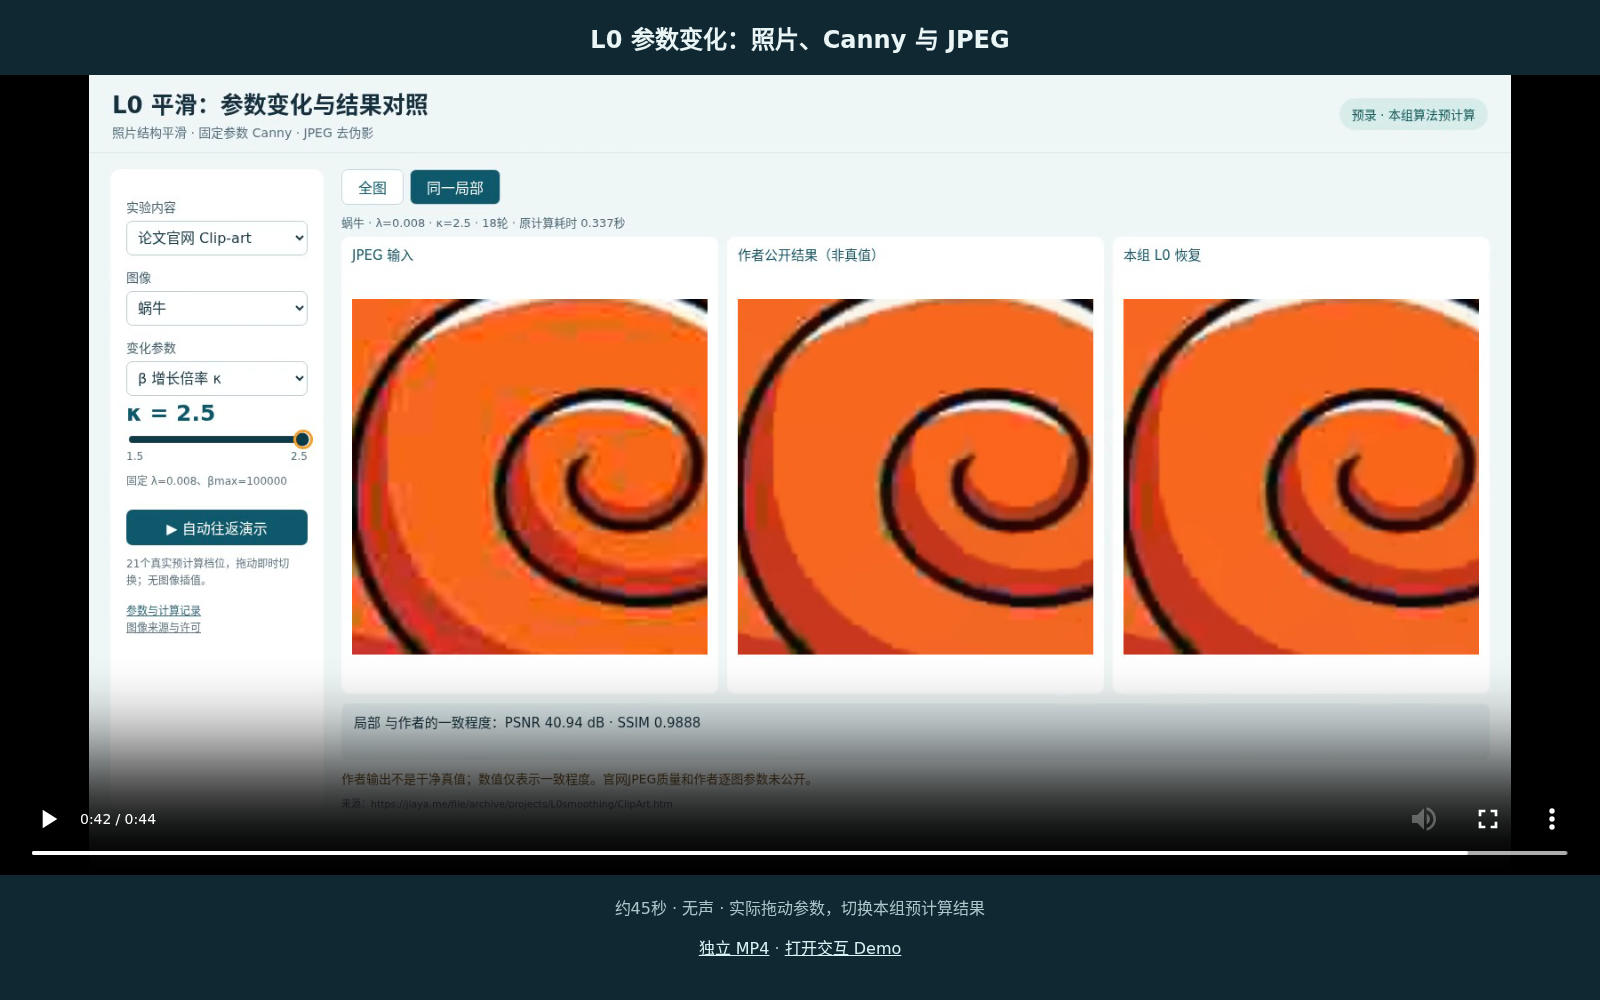 L0 参数变化：照片、Canny 与 JPEG
L0 平滑：参数变化与结果对照
照片结构平滑 · 固定参数 Canny · JPEG 去伪影
预录 · 本组算法预计算
实验内容
论文官网 Clip-art
图像
蜗牛
变化参数
β 增长倍率 κ
κ = 2.5
1.5 2.5
固定 λ=0.008、βmax=100000
▶ 自动往返演示
21个真实预计算档位，拖动即时切
换；无图像插值。
参数与计算记录
图像来源与许可
全图 同一局部
蜗牛 · λ=0.008 · κ=2.5 · 18轮 · 原计算耗时 0.337秒
JPEG 输入
作者公开结果（非真值）
本组 L0 恢复
局部 与作者的一致程度：PSNR 40.94 dB · SSIM 0.9888
作者输出不是干净真值；数值仅表示一致程度。官网JPEG质量和作者逐图参数未公开。
来源：https://jiaya.me/file/archive/projects/L0smoothing/ClipArt.htm
0:42 / 0:44
约45秒 · 无声 · 实际拖动参数，切换本组预计算结果
独立 MP4 · 打开交互 Demo